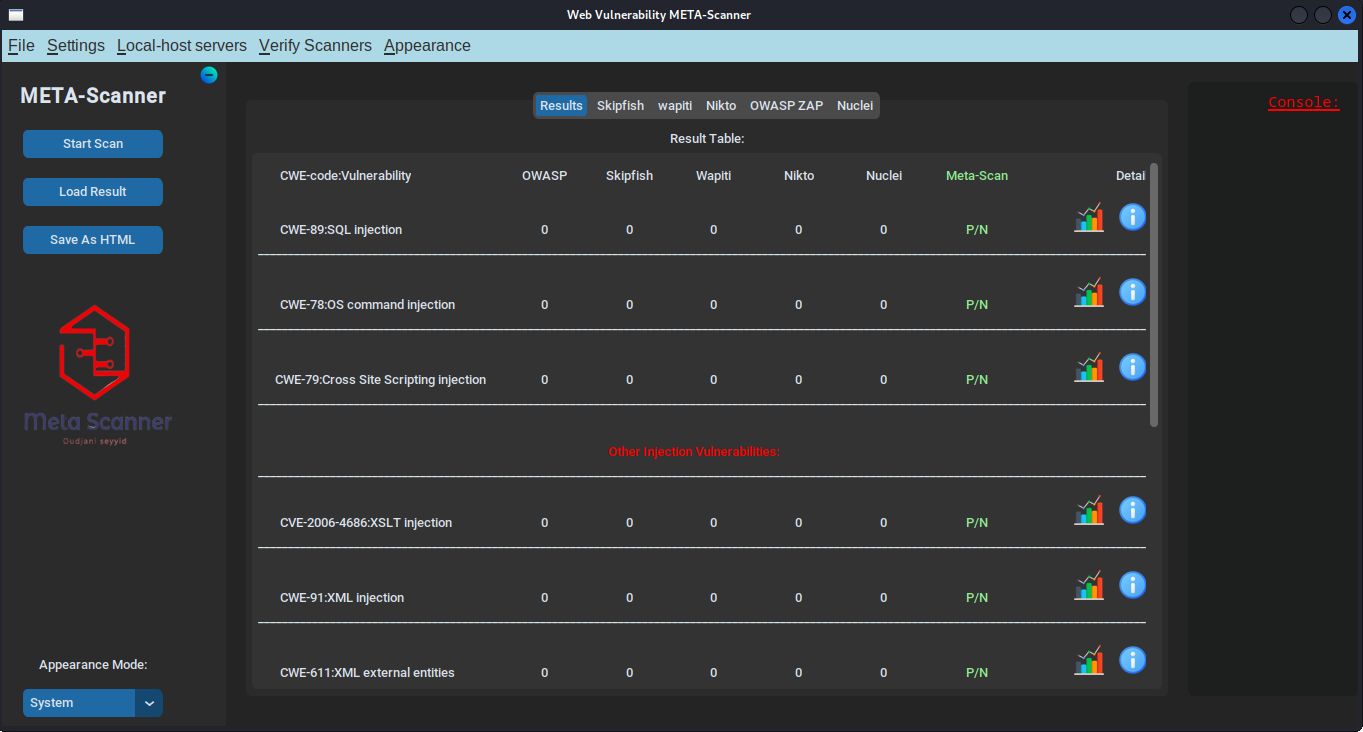 Web Vulnerability META-Scanner
File Settings Local-host servers Verify Scanners Appearance
META-Scanner
Start Scan
Load Result
Save As HTML
Meta Scanner
Oudjani seyyid
Appearance Mode:
System
Results Skipfish wapiti Nikto OWASP ZAP Nuclei
Result Table:
CWE-code:Vulnerability OWASP Skipfish Wapiti Nikto Nuclei Meta-Scan Detai
CWE-89:SQL injection 0 0 0 0 0 P/N
CWE-78:OS command injection 0 0 0 0 0 P/N
CWE-79:Cross Site Scripting injection 0 0 0 0 0 P/N
Other Injection Vulnerabilities:
CVE-2006-4686:XSLT injection 0 0 0 0 0 P/N
CWE-91:XML injection 0 0 0 0 0 P/N
CWE-611:XML external entities 0 0 0 0 0 P/N
Console: